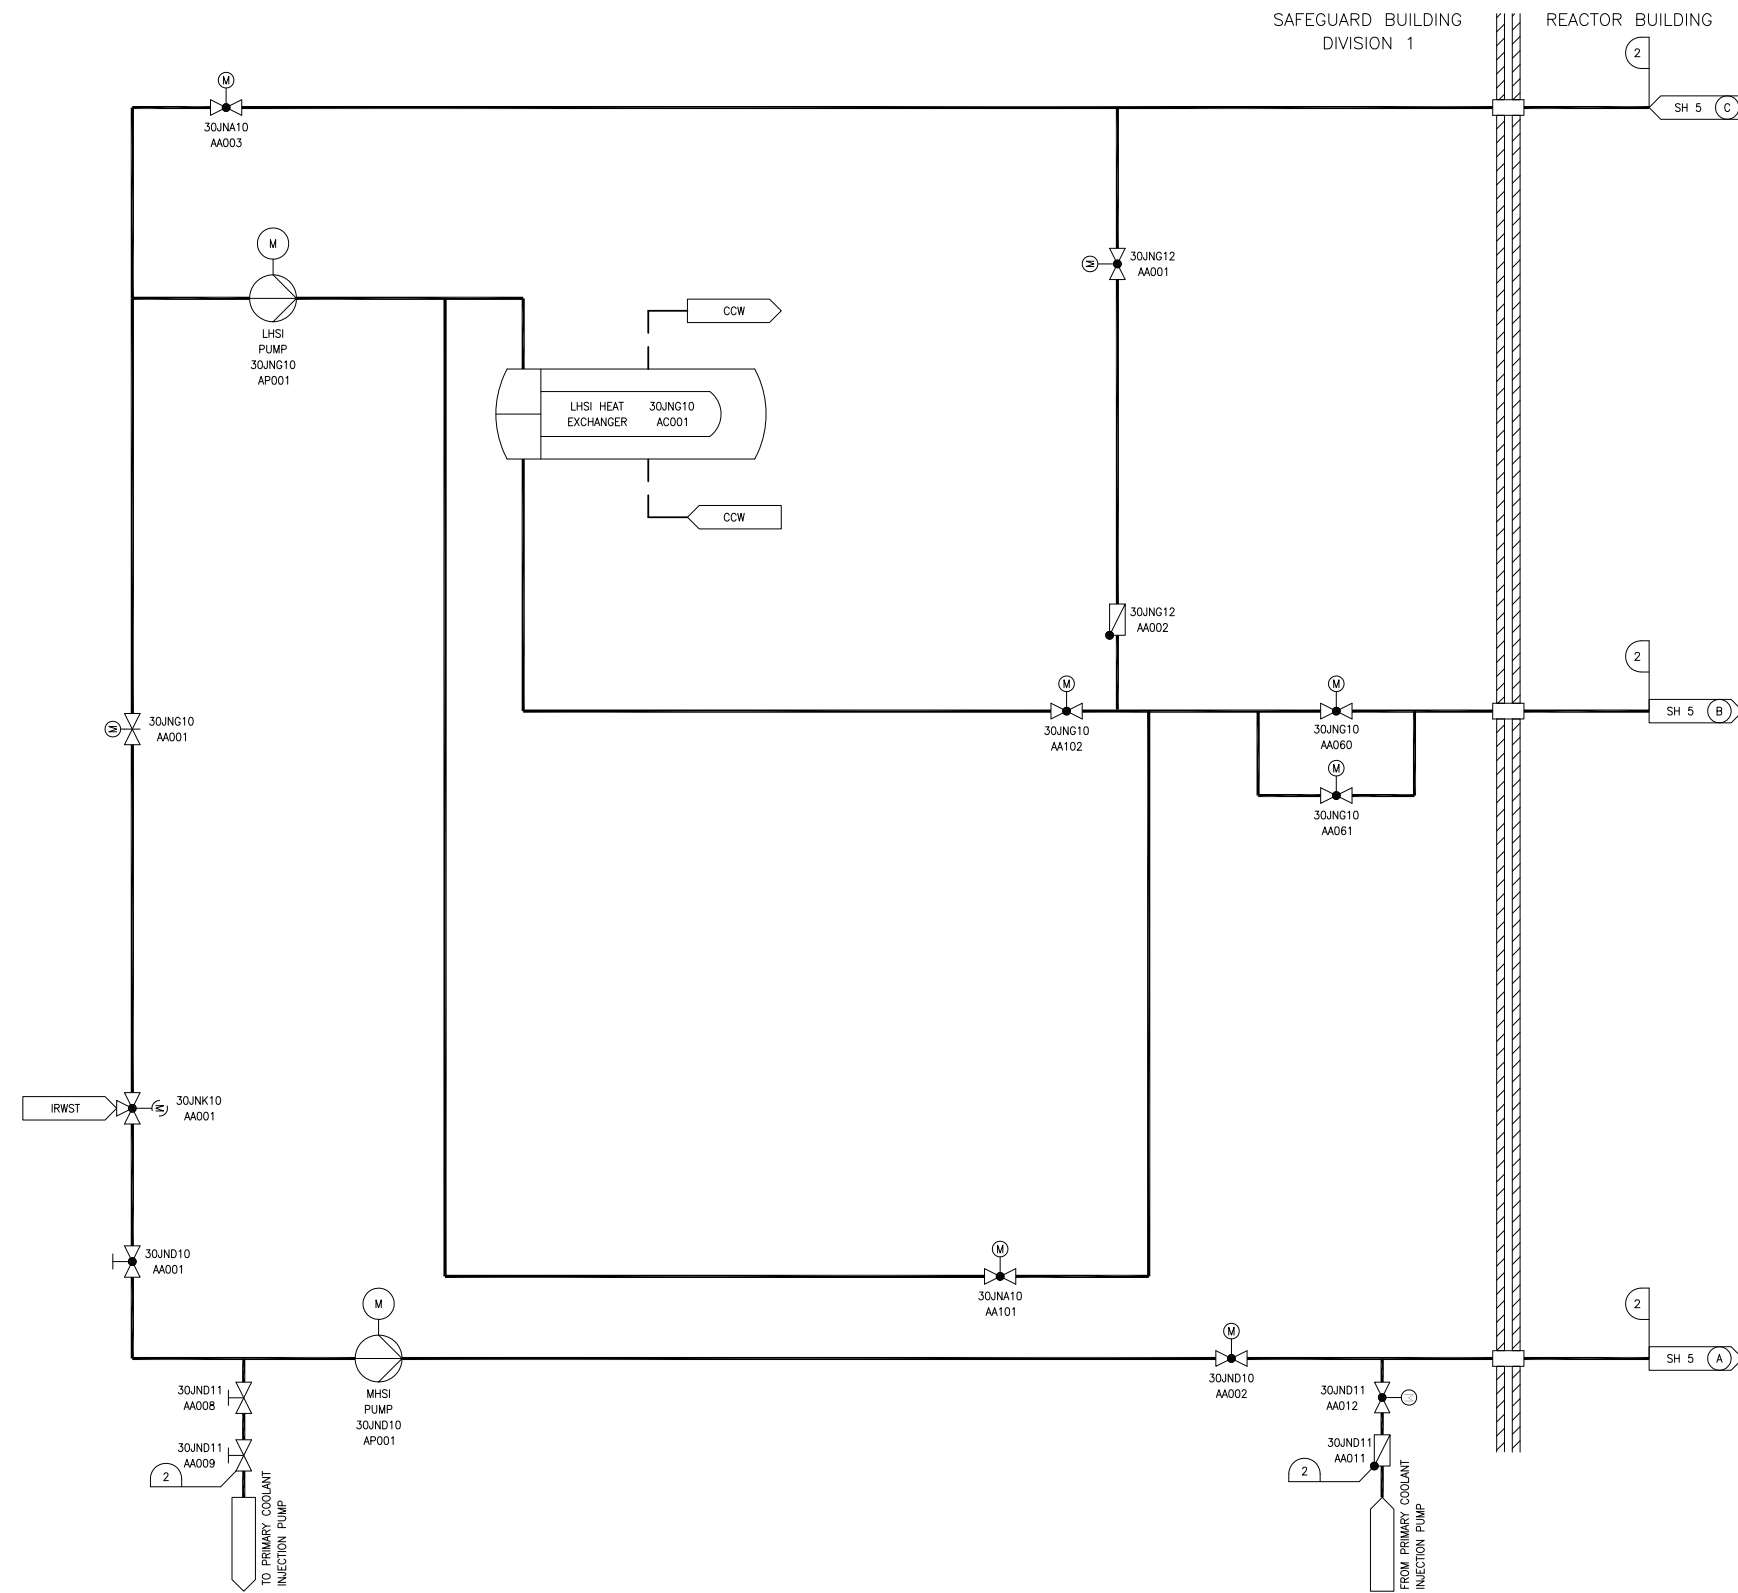 SAFEGUARD BUILDING
DIVISION 1
REACTOR BUILDING
2
M
SH 5 C
30JNA10
AA003
M
LHSI
PUMP
30JNG10
AP001
M
30JNG12
AA001
CCW
LHSI HEAT
EXCHANGER
30JNG10
AC001
CCW
30JNG12
AA002
2
M
M
SH 5 B
M
30JNG10
AA001
30JNG10
AA102
30JNG10
AA060
M
30JNG10
AA061
IRWST
M
30JNK10
AA001
30JND10
AA001
M
30JNA10
AA101
2
M
M
SH 5 A
MHSI
PUMP
30JND10
AP001
30JND10
AA002
30JND11
AA008
30JND11
AA012
M
30JND11
AA009
30JND11
AA011
2
2
TO PRIMARY COOLANT
INJECTION PUMP
FROM PRIMARY COOLANT
INJECTION PUMP